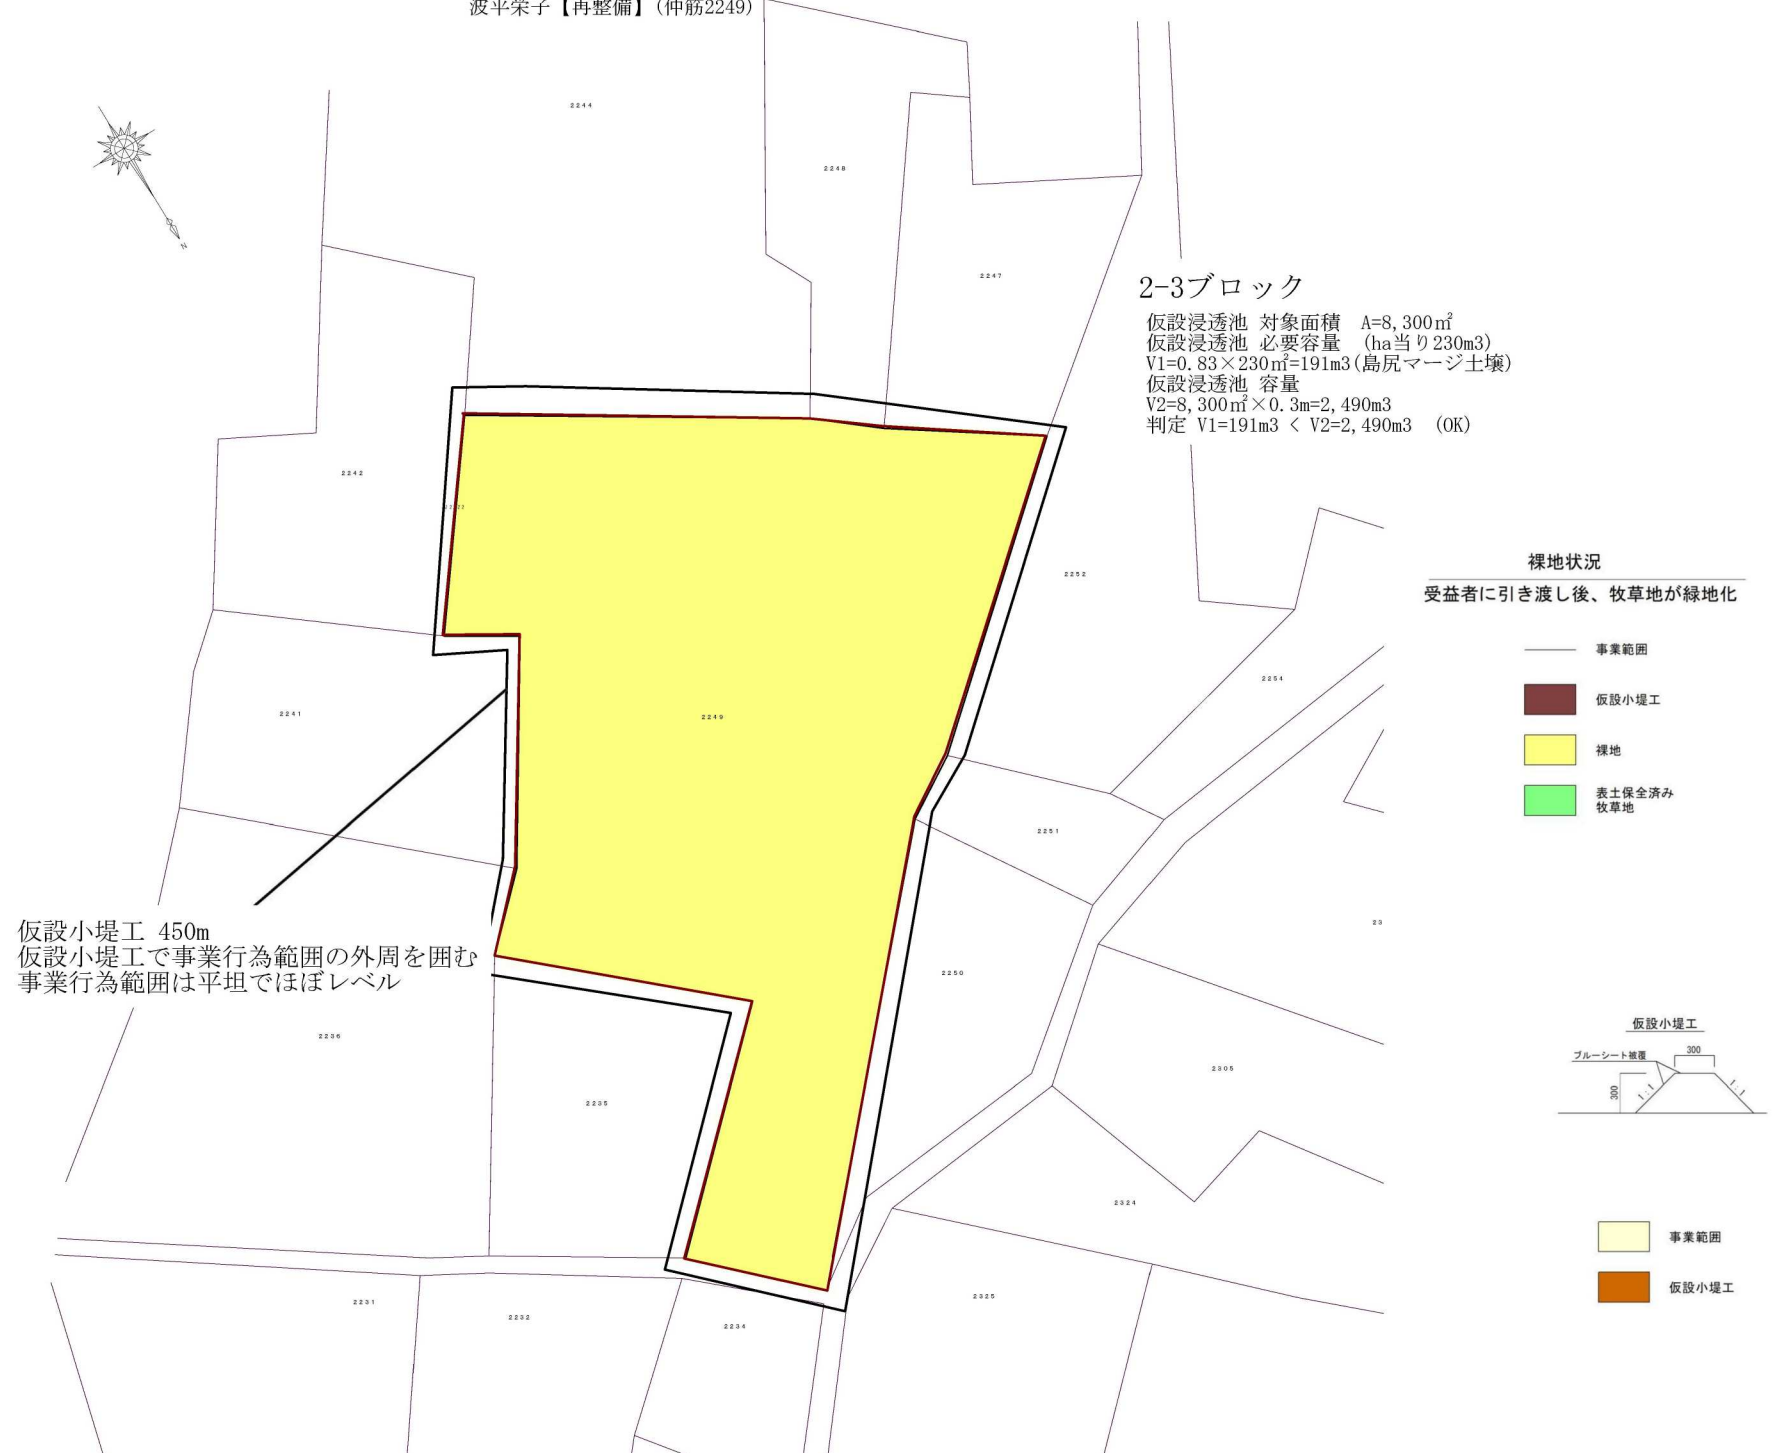 波平栄子【再整備】(仲筋2249)
2244
2248
2247
N
2-3ブロック
仮設浸透池 対象面積 A=8,300㎡
仮設浸透池 必要容量 (ha当り230m3)
V1=0.83×230㎡=191m3(島尻マージ土壌)
仮設浸透池 容量
V2=8,300㎡×0.3m=2,490m3
判定 V1=191m3 < V2=2,490m3 (OK)
2242
2252
裸地状況
受益者に引き渡し後、牧草地が緑地化
事業範囲
仮設小堤工
裸地
表土保全済み
牧草地
2254
2241
2249
2251
23
仮設小堤工 450m
仮設小堤工で事業行為範囲の外周を囲む
事業行為範囲は平坦でほぼレベル
2250
2236
2235
2305
仮設小堤工
ブルーシート被覆
300
300
1:1
1:1
2324
事業範囲
仮設小堤工
2231
2232
2234
2325